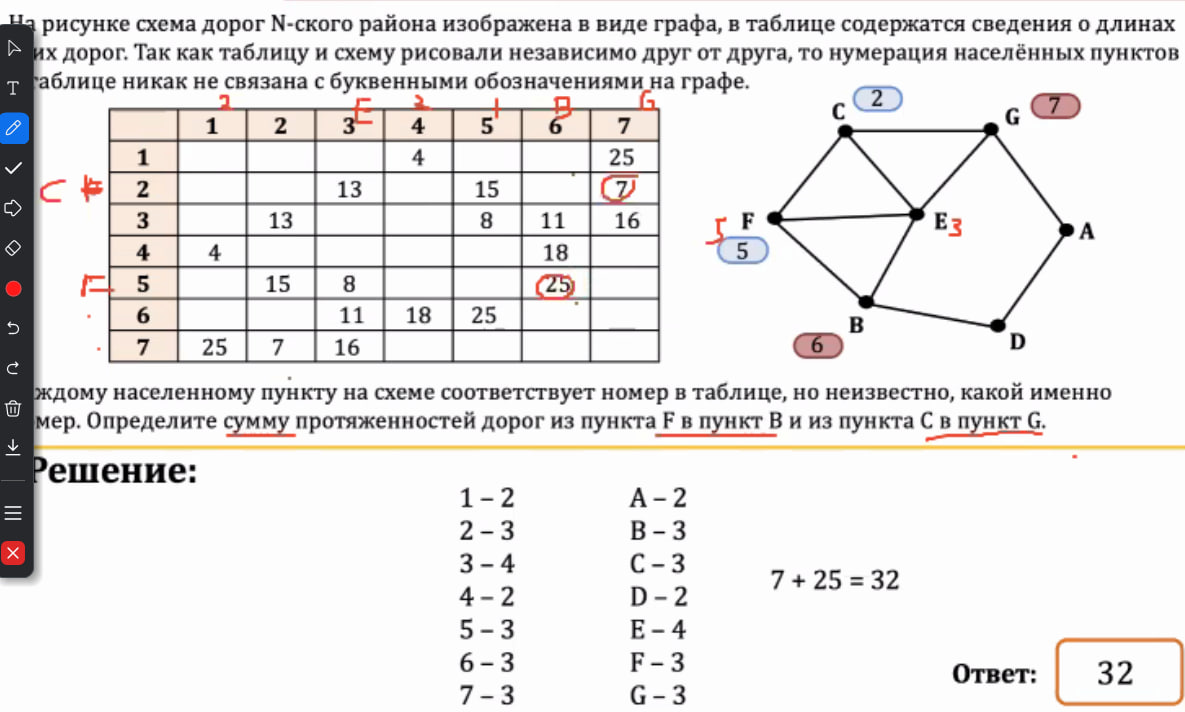 На рисунке схема дорог N-ского района изображена в виде графа, в таблице содержатся сведения о длинах
их дорог. Так как таблицу и схему рисовали независимо друг от друга, то нумерация населённых пунктов
таблице никак не связана с буквенными обозначениями на графе.
2 E 2 1 B G
1 2 3 4 5 6 7
1 4 25
C 2 13 15 7
3 13 8 11 16
4 4 18
F 5 15 8 25
6 11 18 25
7 25 7 16
C 2
G 7
F 5
5
E 3
A
B
6
D
ждому населенному пункту на схеме соответствует номер в таблице, но неизвестно, какой именно
мер. Определите сумму протяженностей дорог из пункта F в пункт B и из пункта C в пункт G.
Решение:
1 – 2 A – 2
2 – 3 B – 3
3 – 4 C – 3
4 – 2 D – 2
5 – 3 E – 4
6 – 3 F – 3
7 – 3 G – 3
7 + 25 = 32
Ответ: 32
T